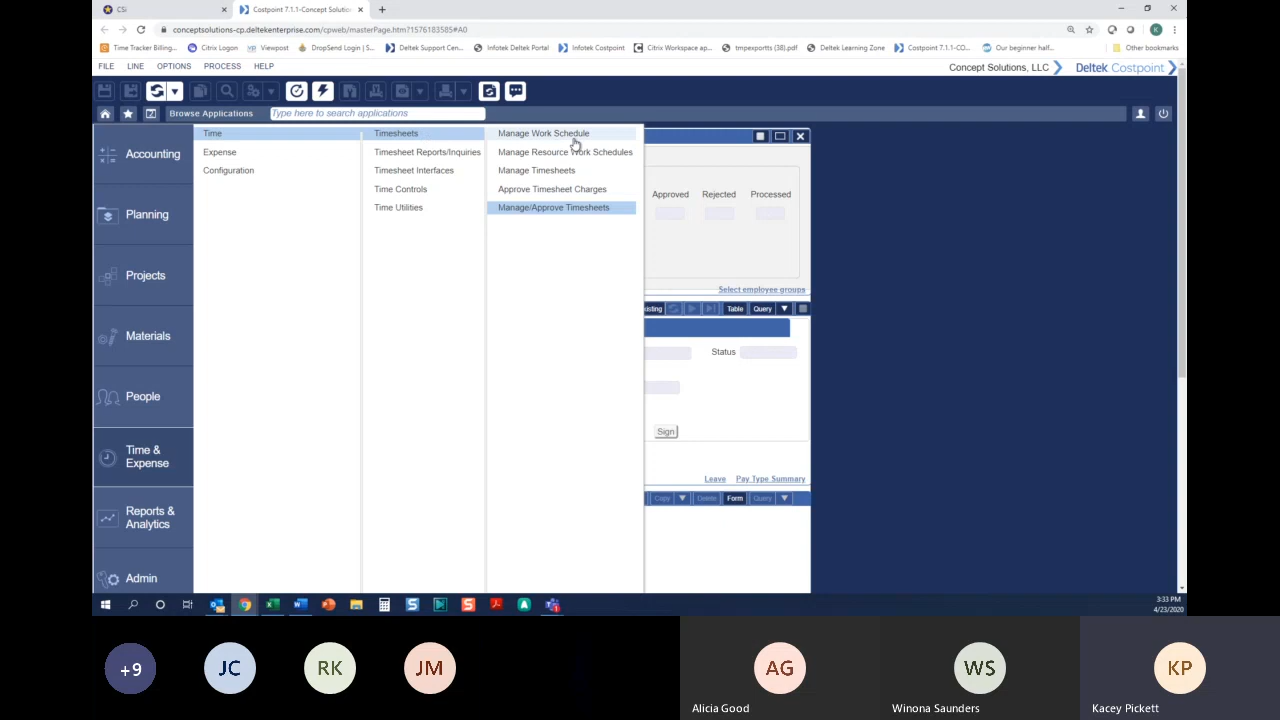 CSi
Costpoint 7.1.1-Concept Solution
conceptsolutions-cp.deltekenterprise.com/cpweb/masterPage.htm?1576183585#A0
K
Time Tracker Billing...
Citrix Logon
Viewpost
DropSend | Login | S...
Deltek Support Cen...
Infotek Deltek Portal
Infotek Costpoint
Citrix Workspace ap...
tmpexportts (63).pdf
Deltek Learning Zone
Costpoint 7.1.1-CO...
Our beginner half...
Other bookmarks
FILE LINE OPTIONS PROCESS HELP
Concept Solutions, LLC
Deltek Costpoint
Browse Applications
Type here to search applications
Accounting
Planning
Projects
Materials
People
Time &
Expense
Reports &
Analytics
Admin
Time
Expense
Configuration
Timesheets
Timesheet Reports/Inquiries
Timesheet Interfaces
Time Controls
Time Utilities
Manage Work Schedule
Manage Resource Work Schedules
Manage Timesheets
Approve Timesheet Charges
Manage/Approve Timesheets
Approved Rejected Processed
Select employee groups
Table Query
Status
Sign
Leave Pay Type Summary
Copy Delete Form Query
3:33 PM
4/23/2020
+9
JC
RK
JM
AG
Alicia Good
WS
Winona Saunders
KP
Kacey Pickett